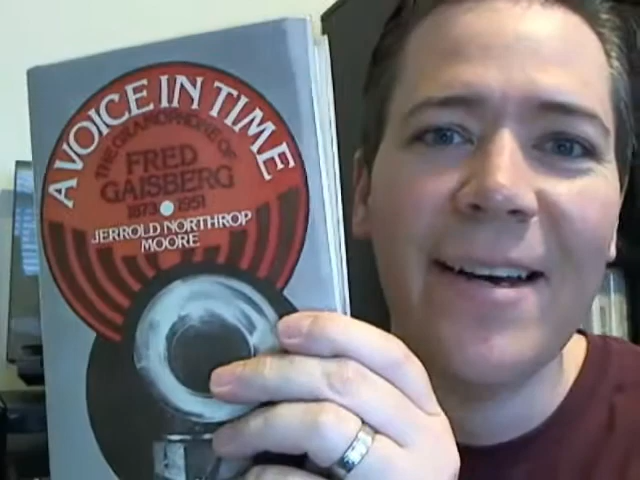 A VOICE IN TIME
THE GRAMOPHONE OF
FRED
GAISBERG
1873 1951
JERROLD NORTHROP
MOORE